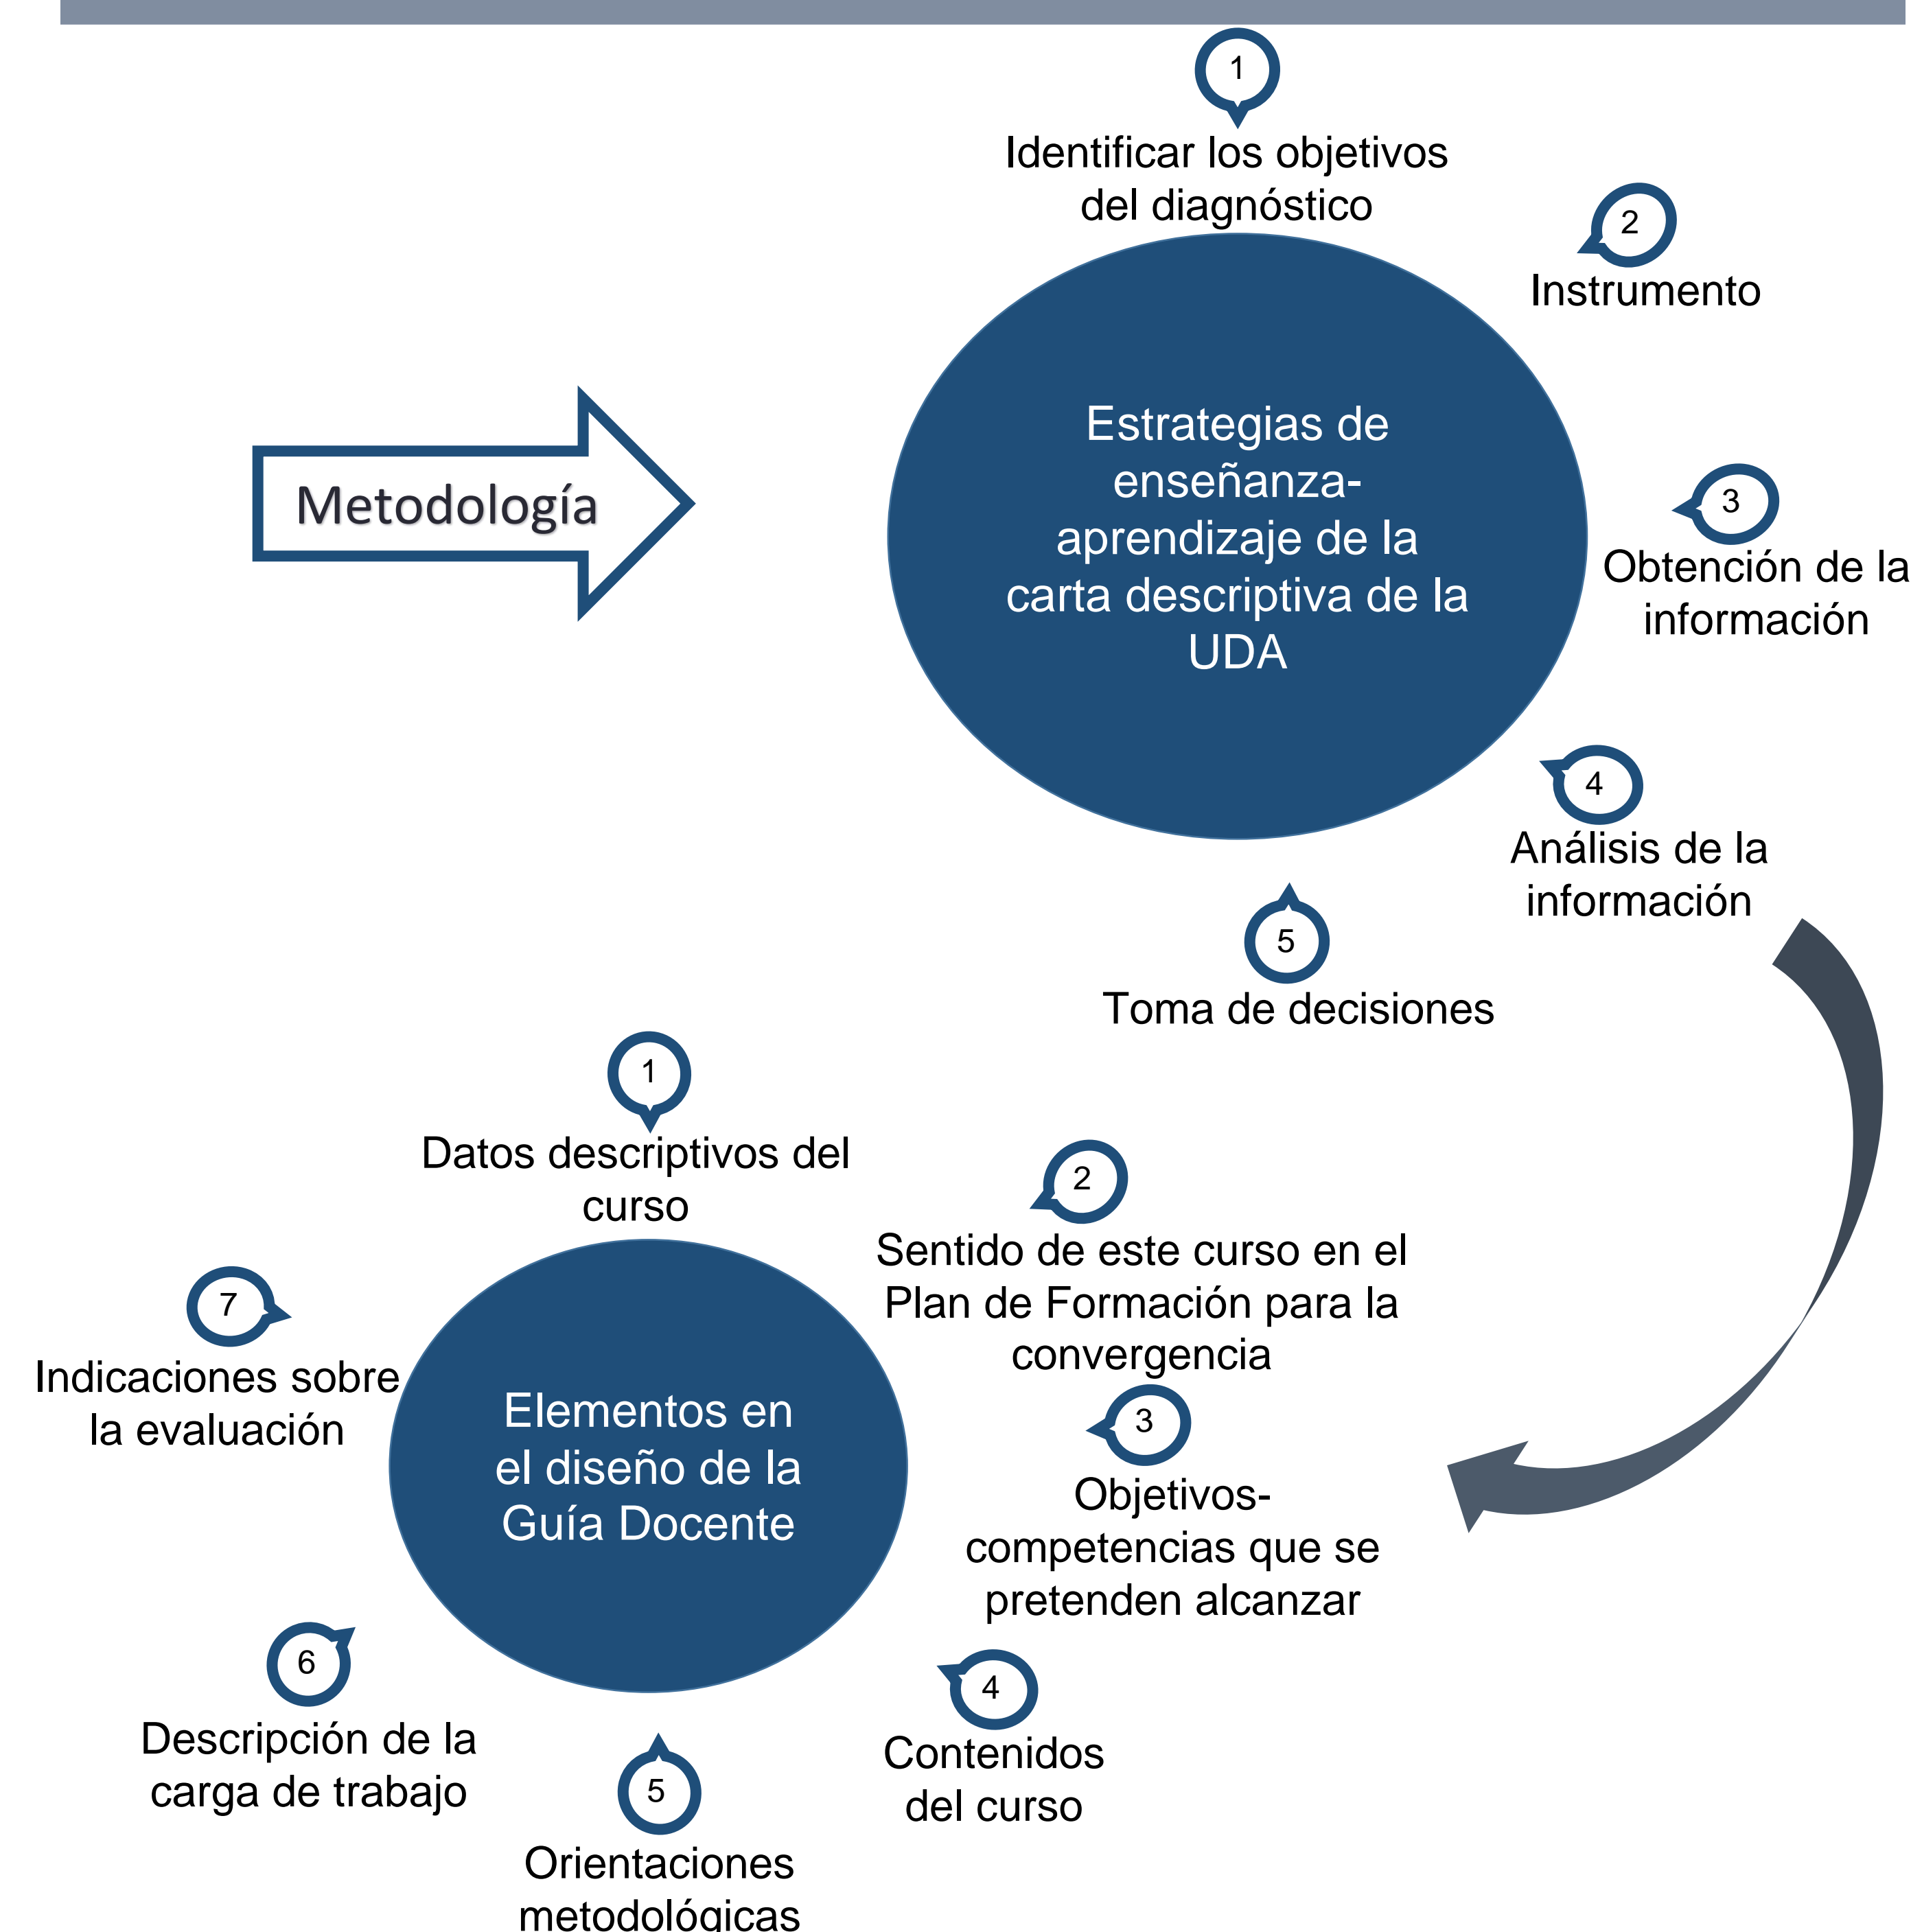 1
Identificar los objetivos
del diagnóstico
2
Instrumento
Metodología
Estrategias de
enseñanza-
aprendizaje de la
carta descriptiva de la
UDA
3
Obtención de la
información
4
Análisis de la
información
5
Toma de decisiones
1
Datos descriptivos del
curso
2
Sentido de este curso en el
Plan de Formación para la
convergencia
3
Objetivos-
competencias que se
pretenden alcanzar
4
Contenidos
del curso
5
Orientaciones
metodológicas
6
Descripción de la
carga de trabajo
7
Indicaciones sobre
la evaluación
Elementos en
el diseño de la
Guía Docente